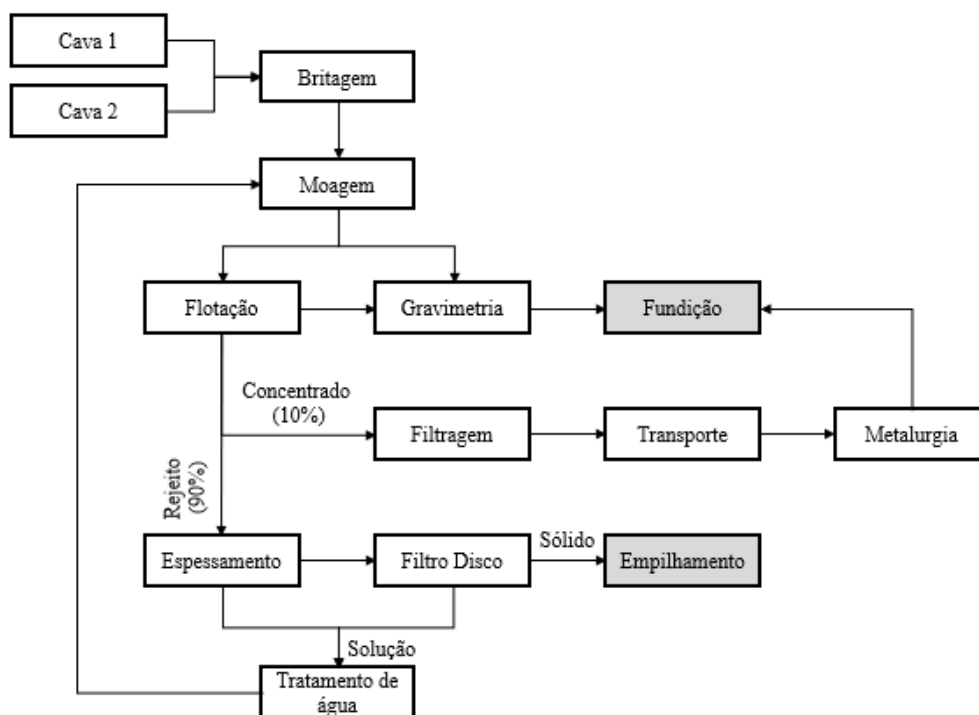 Cava 1
Britagem
Cava 2
Moagem
Flotação
Gravimetria
Fundição
Concentrado
(10%)
Filtragem
Transporte
Metalurgia
Rejeito
(90%)
Espessamento
Filtro Disco
Sólido
Empilhamento
Solução
Tratamento de
água